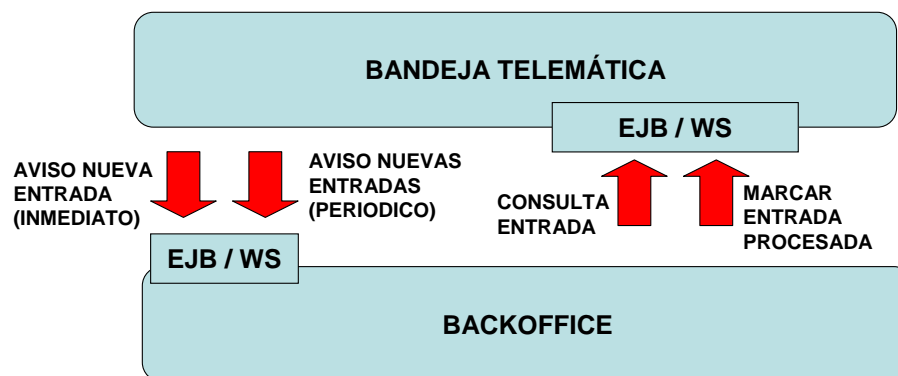 BANDEJA TELEMÁTICA
EJB / WS
AVISO NUEVA
ENTRADA
(INMEDIATO)
AVISO NUEVAS
ENTRADAS
(PERIODICO)
CONSULTA
ENTRADA
MARCAR
ENTRADA
PROCESADA
EJB / WS
BACKOFFICE